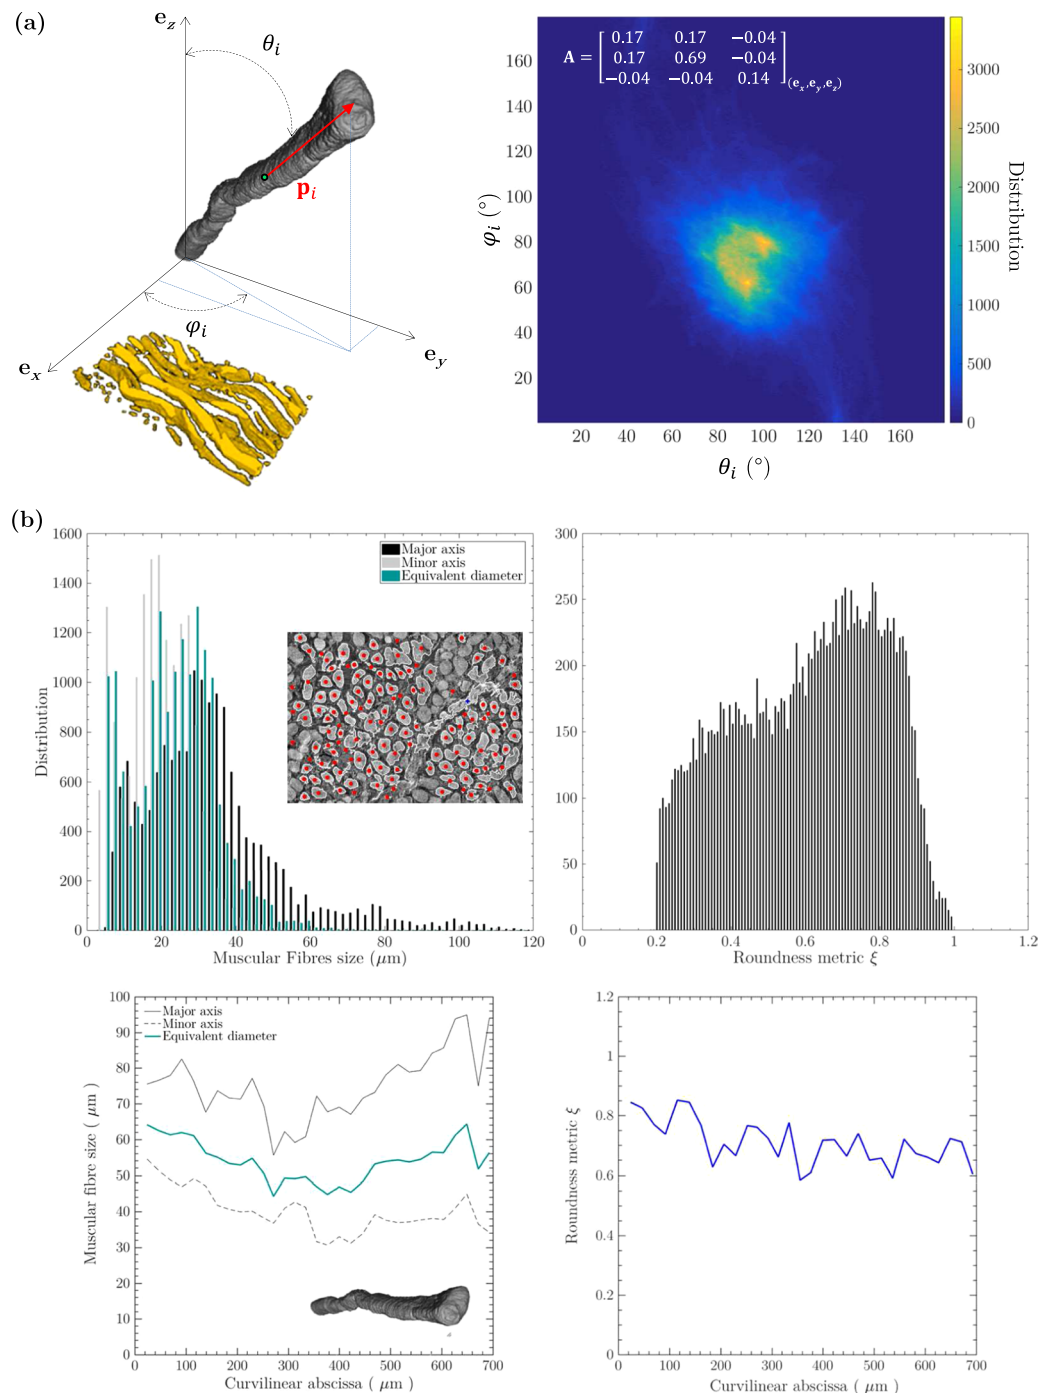 (a)
e_z
θ_i
p_i
φ_i
e_x
e_y
A = [ 0.17 0.17 −0.04
0.17 0.69 −0.04
−0.04 −0.04 0.14 ] (e_x,e_y,e_z)
160
140
120
100
80
60
40
20
φ_i (°)
20 40 60 80 100 120 140 160
θ_i (°)
3000
2500
2000
1500
1000
500
0
Distribution
(b)
1600
1400
1200
1000
800
600
400
200
0
Distribution
Major axis
Minor axis
Equivalent diameter
0 20 40 60 80 100 120
Muscular Fibres size (μm)
300
250
200
150
100
50
0
0 0.2 0.4 0.6 0.8 1 1.2
Roundness metric ξ
100
90
80
70
60
50
40
30
20
10
0
Muscular fibre size ( μm )
Major axis
Minor axis
Equivalent diameter
0 100 200 300 400 500 600 700
Curvilinear abscissa ( μm )
1.2
1
0.8
0.6
0.4
0.2
0
Roundness metric ξ
0 100 200 300 400 500 600 700
Curvilinear abscissa ( μm )